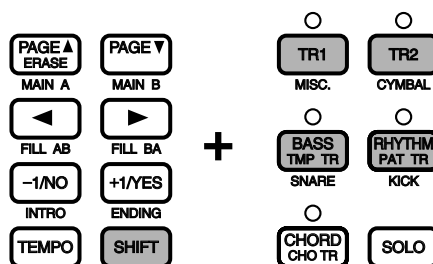 PAGE▲ PAGE▼
ERASE
MAIN A MAIN B
◀ ▶
FILL AB FILL BA
−1/NO +1/YES
INTRO ENDING
TEMPO SHIFT
+
TR1 TR2
MISC. CYMBAL
BASS RHYTHM
TMP TR PAT TR
SNARE KICK
CHORD SOLO
CHO TR